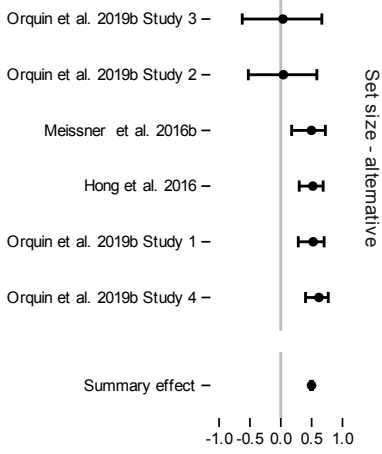 Orquin et al. 2019b Study 3
Orquin et al. 2019b Study 2
Meissner et al. 2016b
Hong et al. 2016
Orquin et al. 2019b Study 1
Orquin et al. 2019b Study 4
Summary effect
-1.0 -0.5 0.0 0.5 1.0
Set size - alternative